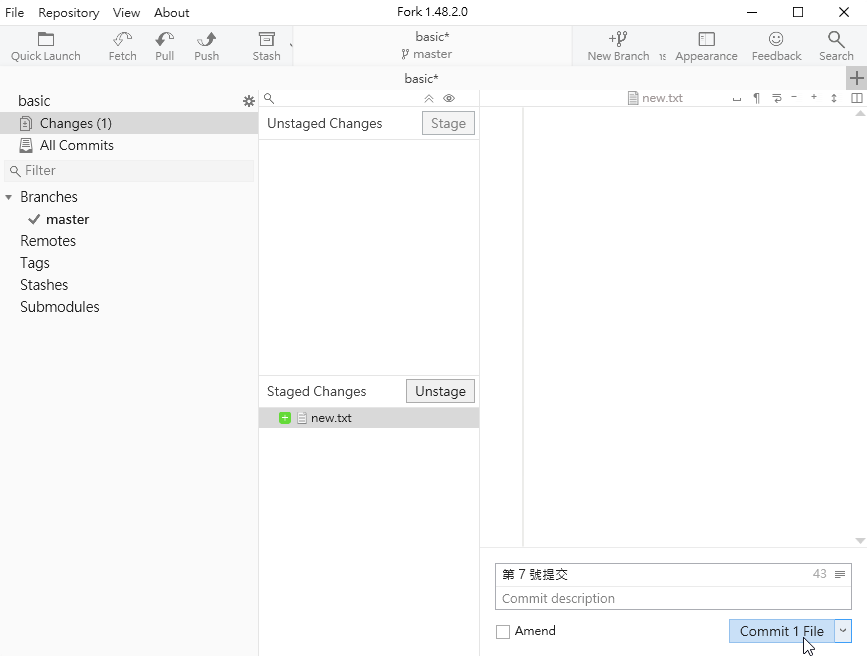 File Repository View About Fork 1.48.2.0
Quick Launch Fetch Pull Push Stash basic* master New Branch Appearance Feedback Search
basic*
basic
Changes (1)
All Commits
Filter
Branches
master
Remotes
Tags
Stashes
Submodules
Unstaged Changes Stage
Staged Changes Unstage
new.txt
new.txt
第 7 號提交 43
Commit description
Amend Commit 1 File